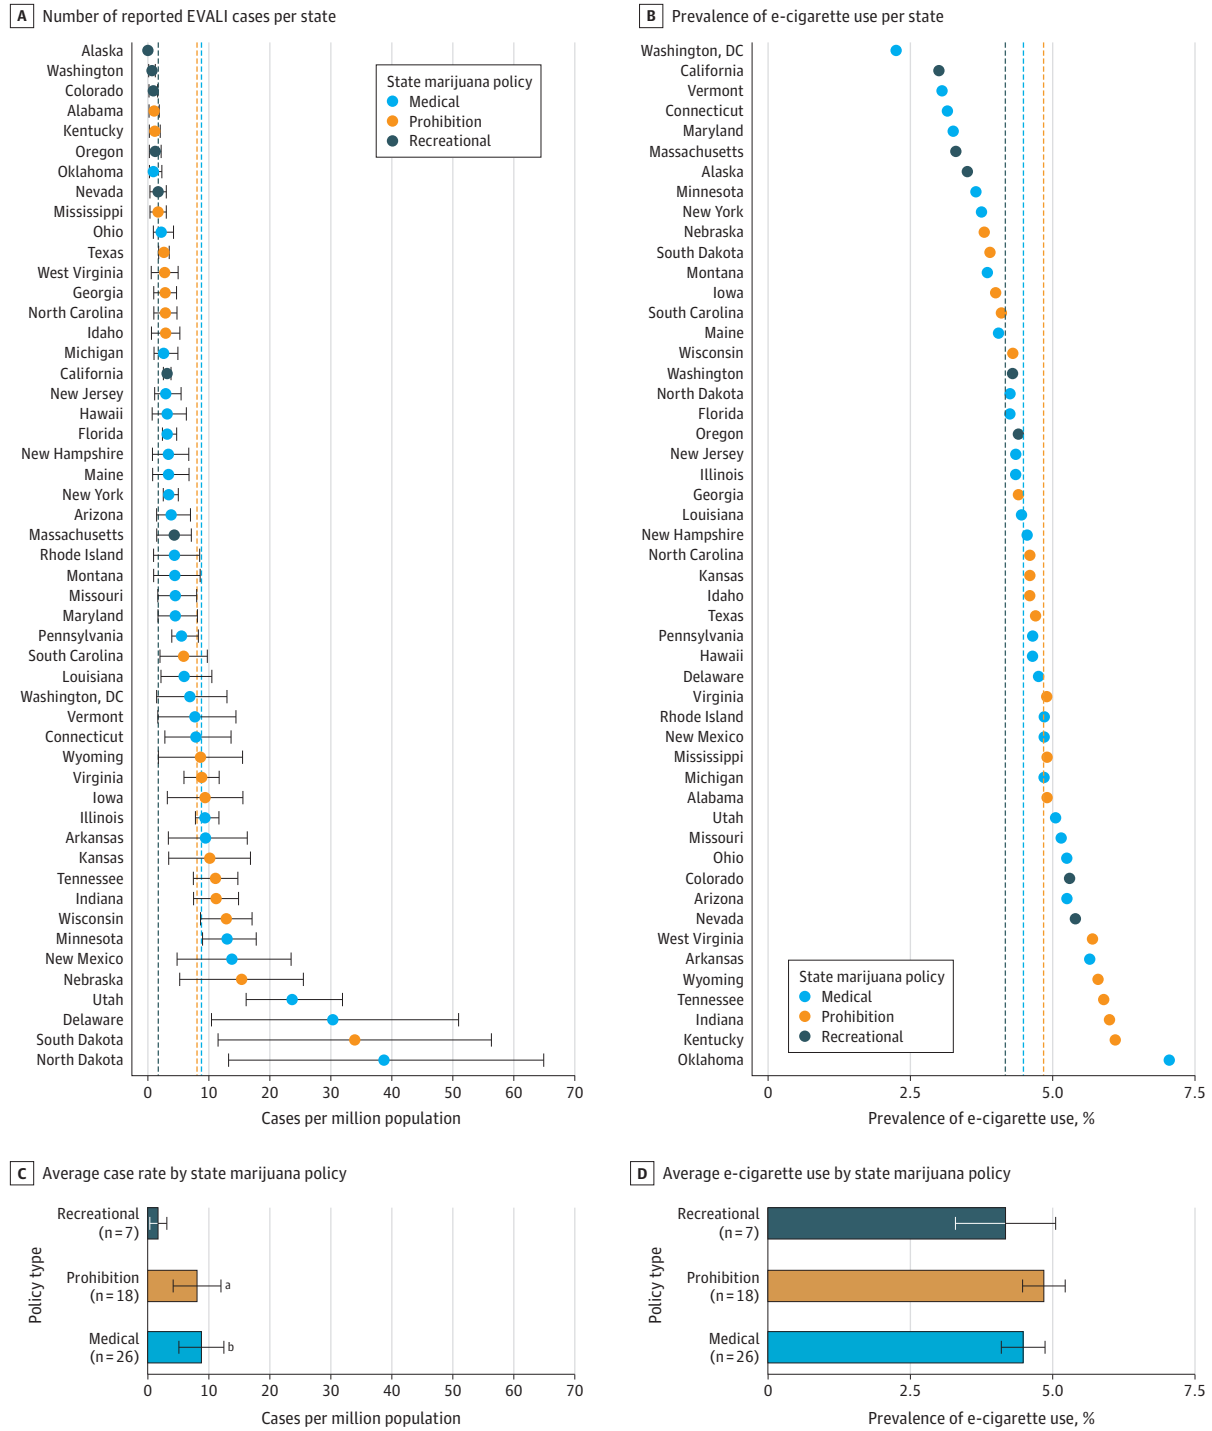 A Number of reported EVALI cases per state
Alaska
Washington
Colorado
Alabama
Kentucky
Oregon
Oklahoma
Nevada
Mississippi
Ohio
Texas
West Virginia
Georgia
North Carolina
Idaho
Michigan
California
New Jersey
Hawaii
Florida
New Hampshire
Maine
New York
Arizona
Massachusetts
Rhode Island
Montana
Missouri
Maryland
Pennsylvania
South Carolina
Louisiana
Washington, DC
Vermont
Connecticut
Wyoming
Virginia
Iowa
Illinois
Arkansas
Kansas
Tennessee
Indiana
Wisconsin
Minnesota
New Mexico
Nebraska
Utah
Delaware
South Dakota
North Dakota
State marijuana policy
Medical
Prohibition
Recreational
0 10 20 30 40 50 60 70
Cases per million population
B Prevalence of e-cigarette use per state
Washington, DC
California
Vermont
Connecticut
Maryland
Massachusetts
Alaska
Minnesota
New York
Nebraska
South Dakota
Montana
Iowa
South Carolina
Maine
Wisconsin
Washington
North Dakota
Florida
Oregon
New Jersey
Illinois
Georgia
Louisiana
New Hampshire
North Carolina
Kansas
Idaho
Texas
Pennsylvania
Hawaii
Delaware
Virginia
Rhode Island
New Mexico
Mississippi
Michigan
Alabama
Utah
Missouri
Ohio
Colorado
Arizona
Nevada
West Virginia
Arkansas
Wyoming
Tennessee
Indiana
Kentucky
Oklahoma
State marijuana policy
Medical
Prohibition
Recreational
0 2.5 5.0 7.5
Prevalence of e-cigarette use, %
C Average case rate by state marijuana policy
Policy type
Recreational
(n=7)
Prohibition
(n=18)
a
Medical
(n=26)
b
0 10 20 30 40 50 60 70
Cases per million population
D Average e-cigarette use by state marijuana policy
Policy type
Recreational
(n=7)
Prohibition
(n=18)
Medical
(n=26)
0 2.5 5.0 7.5
Prevalence of e-cigarette use, %